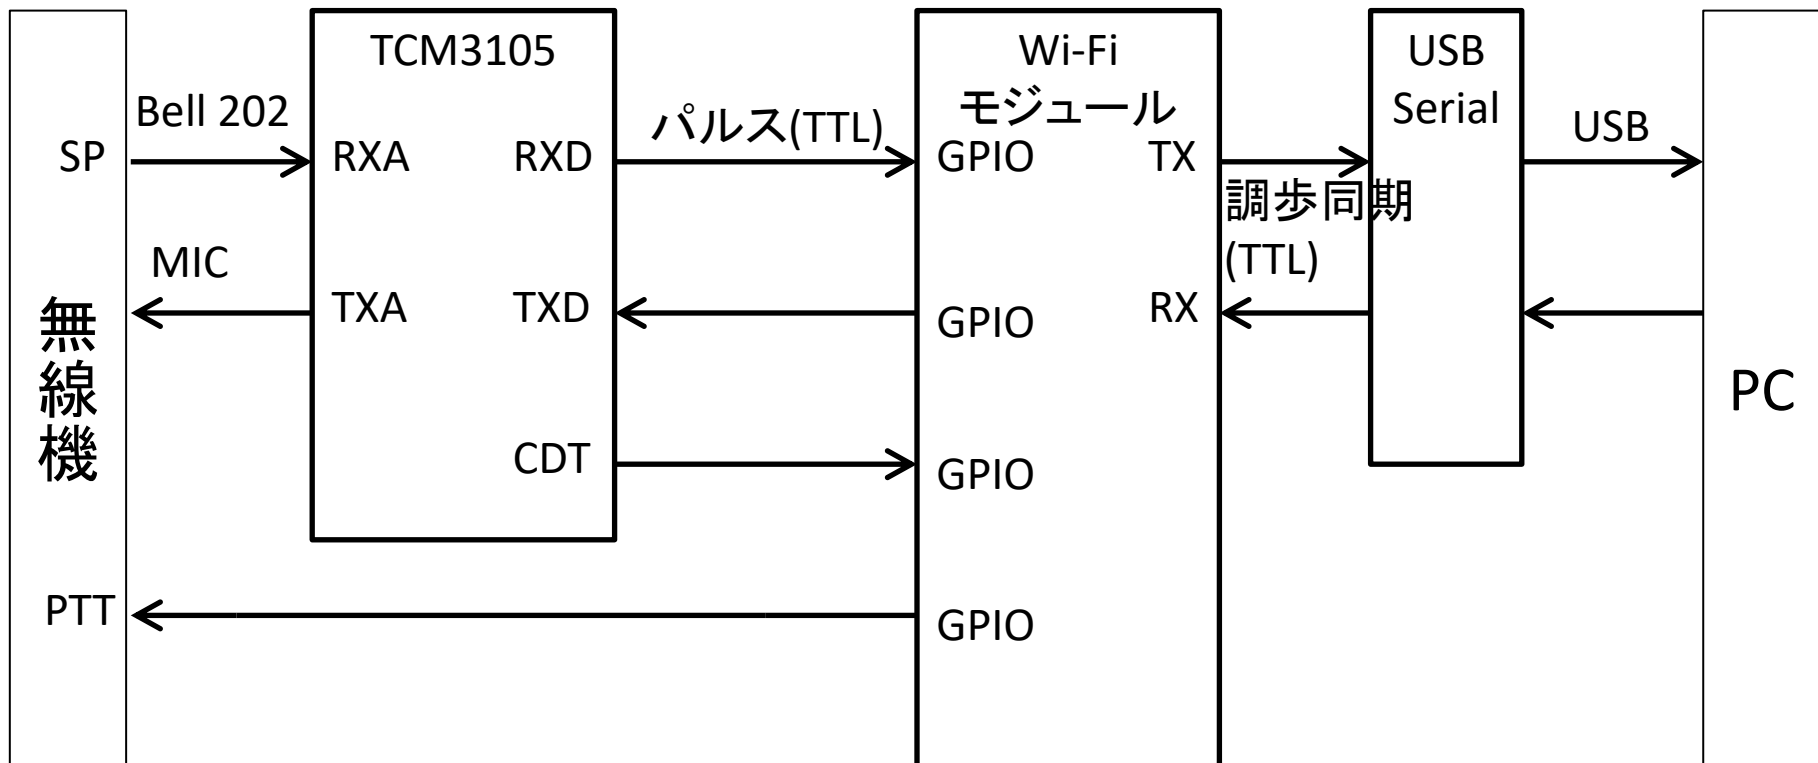 TCM3105
Wi-Fi
モジュール
USB
Serial
Bell 202
パルス(TTL)
USB
SP
RXA
RXD
GPIO
TX
調歩同期
(TTL)
MIC
TXA
TXD
GPIO
RX
無線機
PC
CDT
GPIO
PTT
GPIO